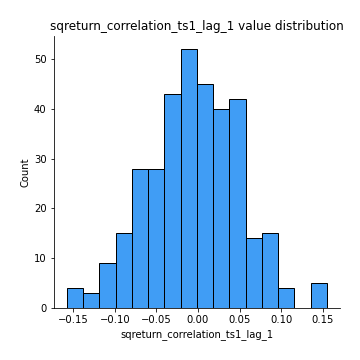 sqreturn_correlation_ts1_lag_1 value distribution
50
40
30
20
10
0
Count
−0.15 −0.10 −0.05 0.00 0.05 0.10 0.15
sqreturn_correlation_ts1_lag_1